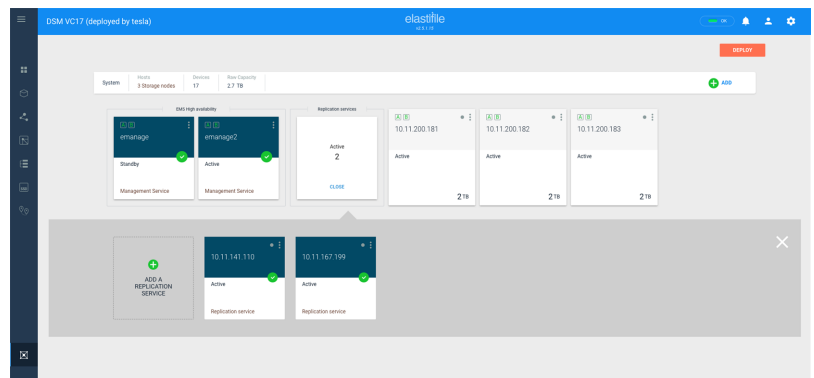 DSM VC17 (deployed by tesla)
elastifile
OK
DEPLOY
System
Hosts
3 Storage nodes
Devices
17
Raw Capacity
2.7 TB
ADD
EMS High availability
Replication services
A B
emanage
Standby
Management Service
A B
emanage2
Active
Management Service
Active
2
CLOSE
A B
10.11.200.181
Active
2 TB
A B
10.11.200.182
Active
2 TB
A B
10.11.200.183
Active
2 TB
ADD A
REPLICATION
SERVICE
10.11.141.110
Active
Replication service
10.11.167.199
Active
Replication service